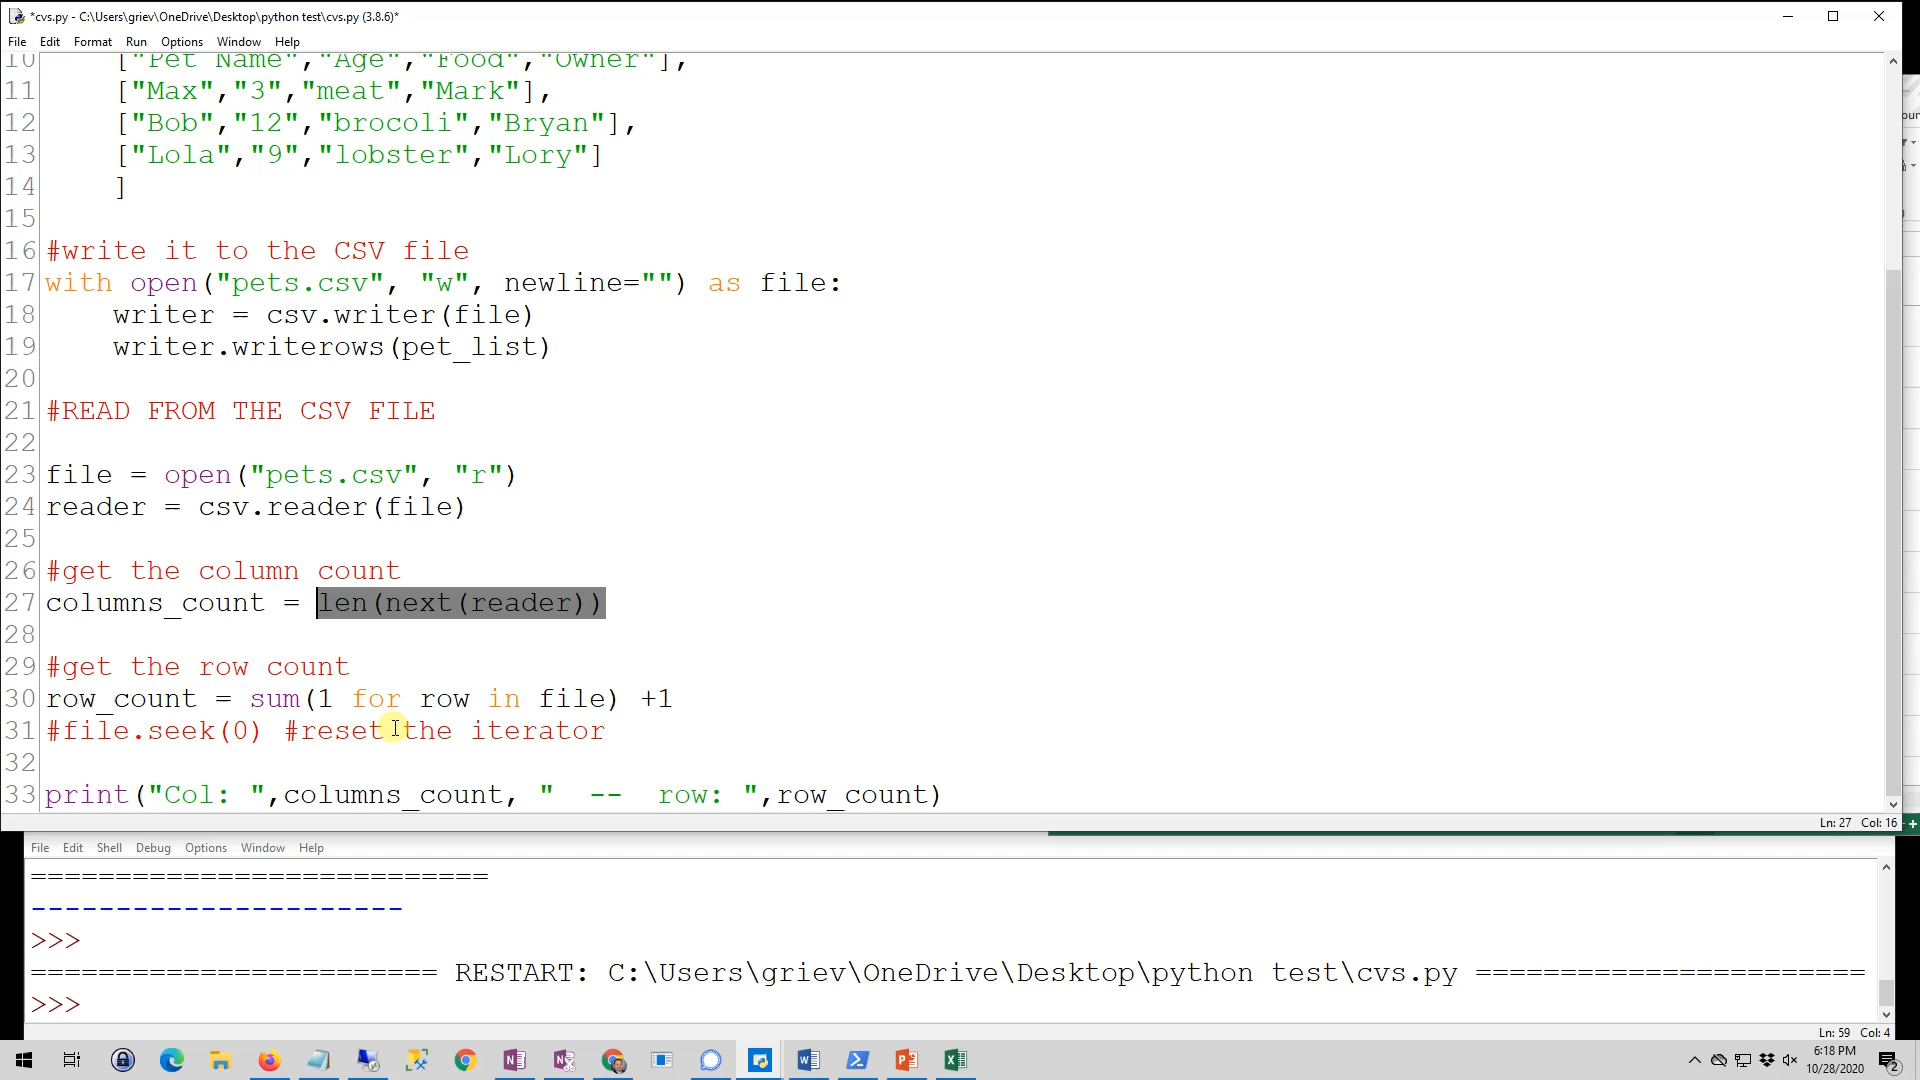 *cvs.py - C:\Users\griev\OneDrive\Desktop\python test\cvs.py (3.8.6)*
File Edit Format Run Options Window Help
10 ["Pet Name","Age","Food","Owner"],
11 ["Max","3","meat","Mark"],
12 ["Bob","12","brocoli","Bryan"],
13 ["Lola","9","lobster","Lory"]
14 ]
15
16 #write it to the CSV file
17 with open("pets.csv", "w", newline="") as file:
18 writer = csv.writer(file)
19 writer.writerows(pet_list)
20
21 #READ FROM THE CSV FILE
22
23 file = open("pets.csv", "r")
24 reader = csv.reader(file)
25
26 #get the column count
27 columns_count = len(next(reader))
28
29 #get the row count
30 row_count = sum(1 for row in file) +1
31 #file.seek(0) #reset the iterator
32
33 print("Col: ",columns_count, "  --  row: ",row_count)
Ln: 27 Col: 16
File Edit Shell Debug Options Window Help
===========================
----------------------
>>>
======================== RESTART: C:\Users\griev\OneDrive\Desktop\python test\cvs.py =======================
>>>
Ln: 59 Col: 4
6:18 PM
10/28/2020
2